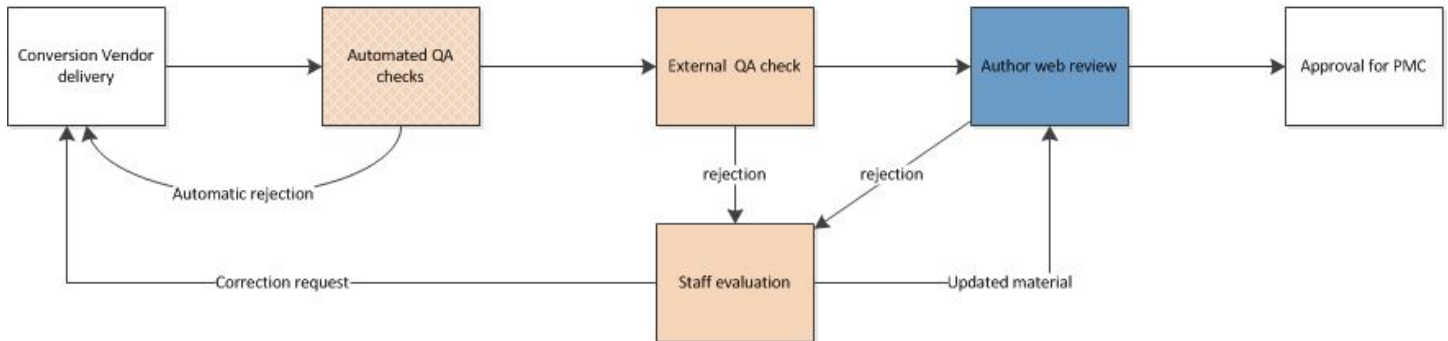 Conversion Vendor
delivery
Automated QA
checks
External QA check
Author web review
Approval for PMC
Automatic rejection
rejection
rejection
Correction request
Staff evaluation
Updated material